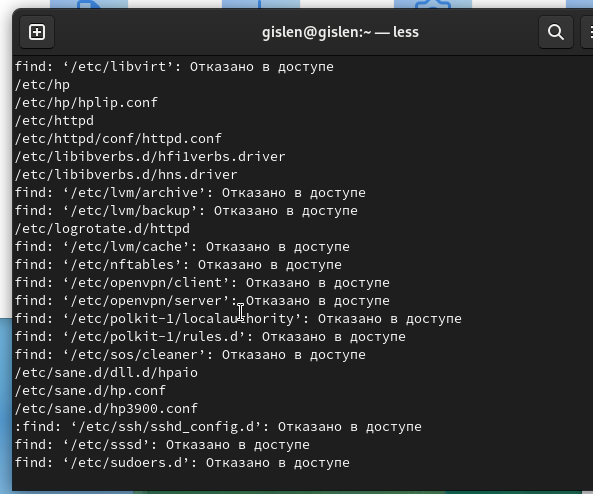 gislen@gislen:~ — less
find: ‘/etc/libvirt’: Отказано в доступе
/etc/hp
/etc/hp/hplip.conf
/etc/httpd
/etc/httpd/conf/httpd.conf
/etc/libibverbs.d/hfi1verbs.driver
/etc/libibverbs.d/hns.driver
find: ‘/etc/lvm/archive’: Отказано в доступе
find: ‘/etc/lvm/backup’: Отказано в доступе
/etc/logrotate.d/httpd
find: ‘/etc/lvm/cache’: Отказано в доступе
find: ‘/etc/nftables’: Отказано в доступе
find: ‘/etc/openvpn/client’: Отказано в доступе
find: ‘/etc/openvpn/server’: Отказано в доступе
find: ‘/etc/polkit-1/localauthority’: Отказано в доступе
find: ‘/etc/polkit-1/rules.d’: Отказано в доступе
find: ‘/etc/sos/cleaner’: Отказано в доступе
/etc/sane.d/dll.d/hpaio
/etc/sane.d/hp.conf
/etc/sane.d/hp3900.conf
:find: ‘/etc/ssh/sshd_config.d’: Отказано в доступе
find: ‘/etc/sssd’: Отказано в доступе
find: ‘/etc/sudoers.d’: Отказано в доступе